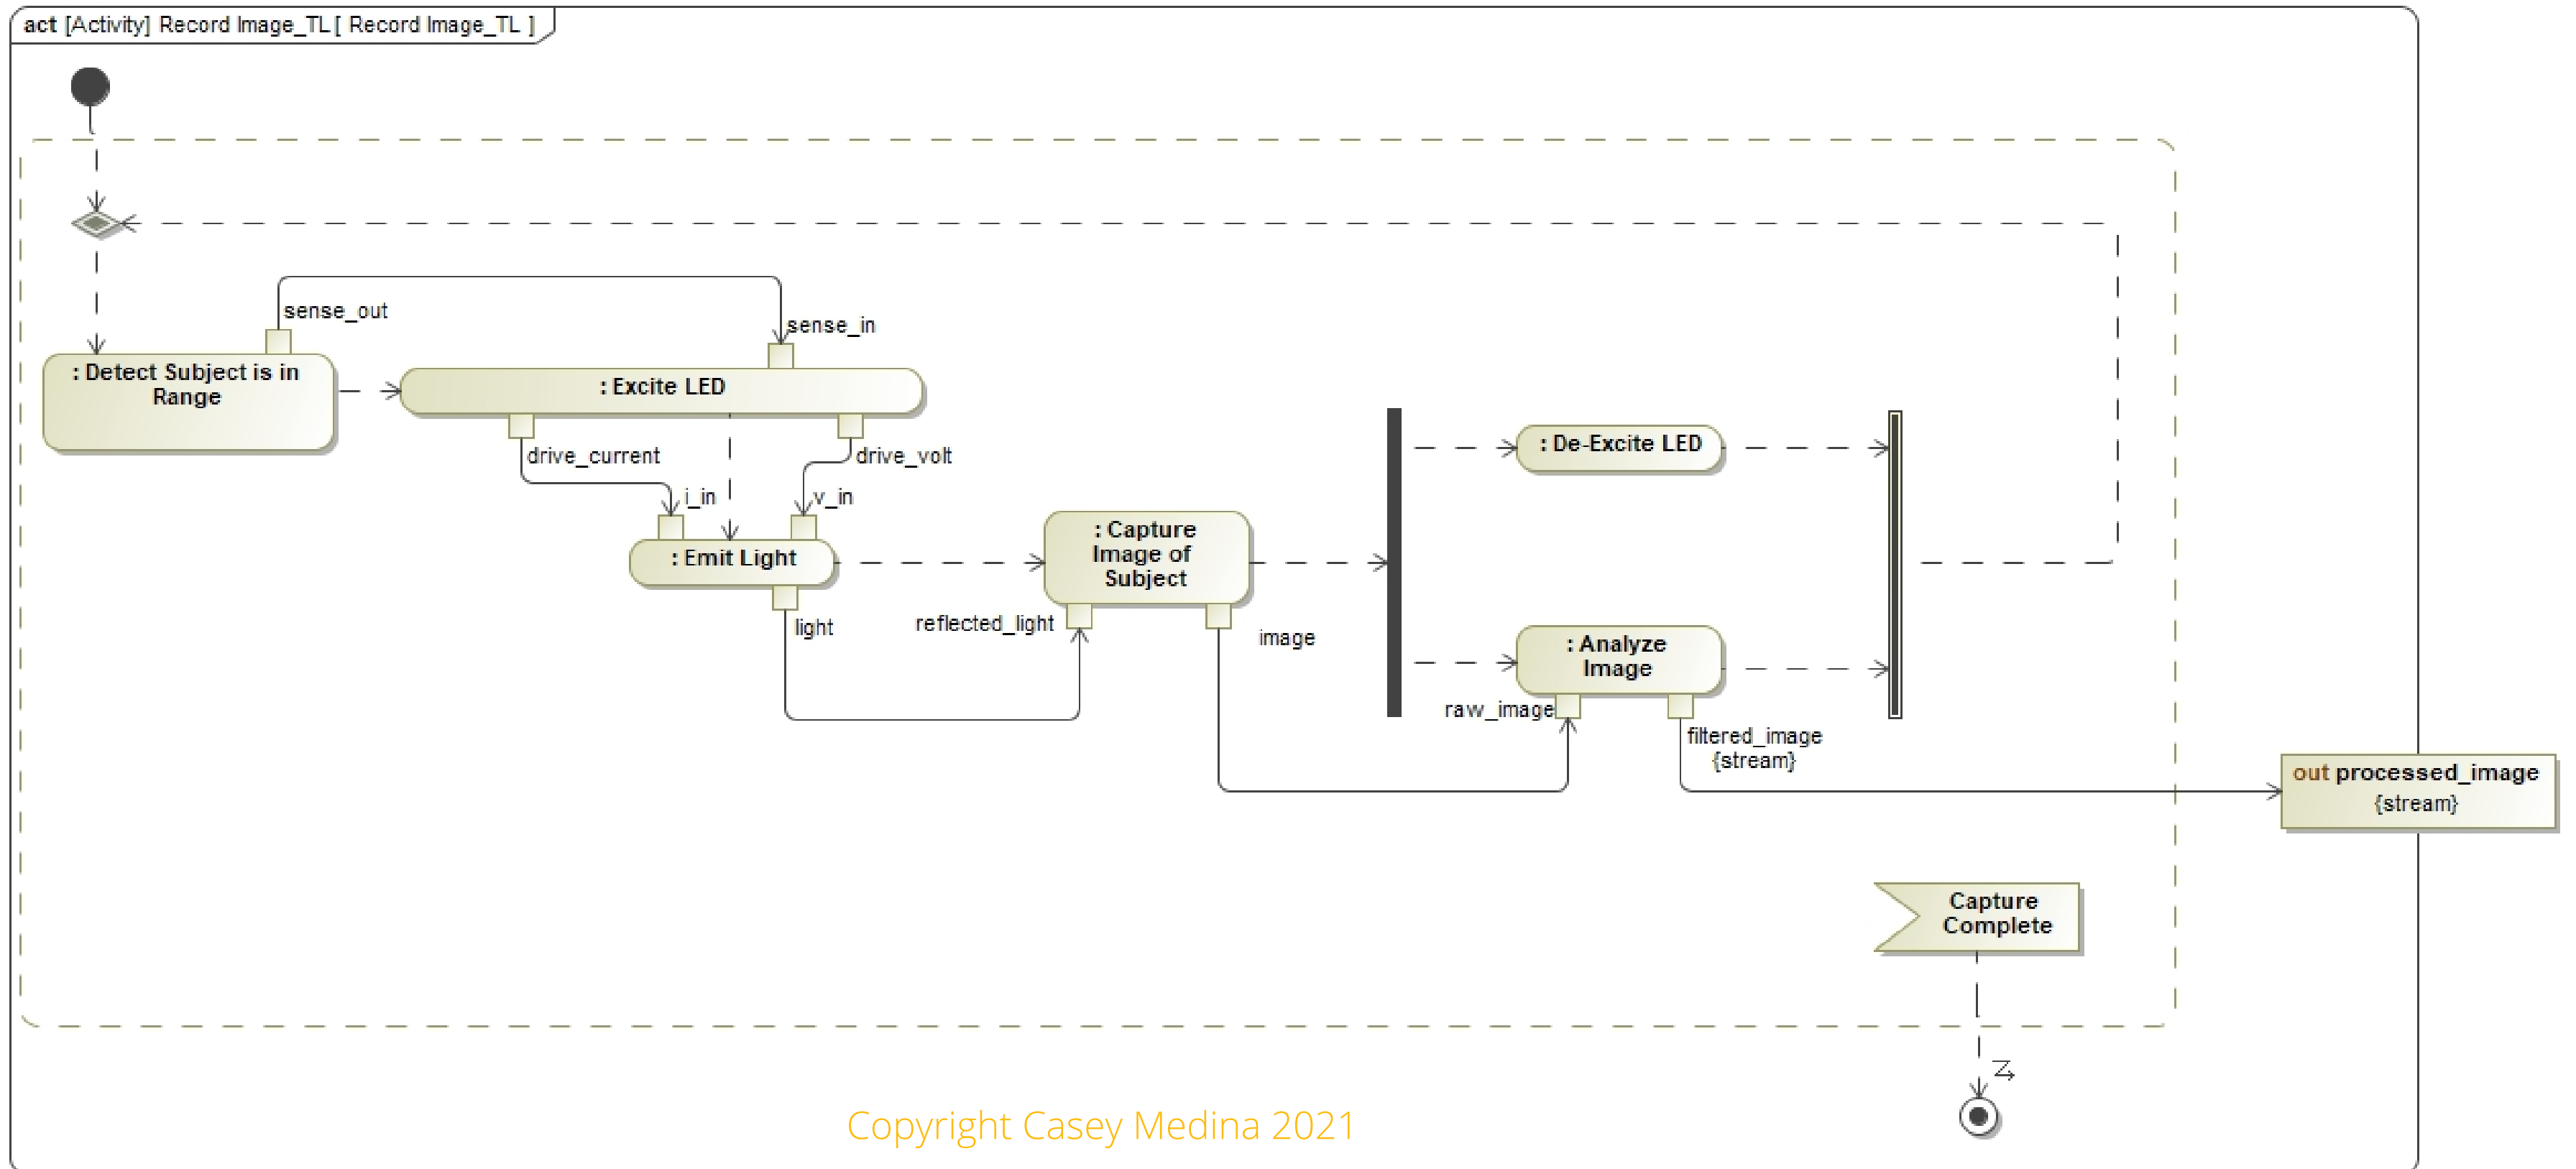 act [Activity] Record Image_TL [ Record Image_TL ]
sense_out
sense_in
: Detect Subject is in
Range
: Excite LED
drive_current
drive_volt
i_in
v_in
: Emit Light
light
: Capture
Image of
Subject
reflected_light
image
: De-Excite LED
: Analyze
Image
raw_image
filtered_image
{stream}
out processed_image
{stream}
Capture
Complete
Copyright Casey Medina 2021